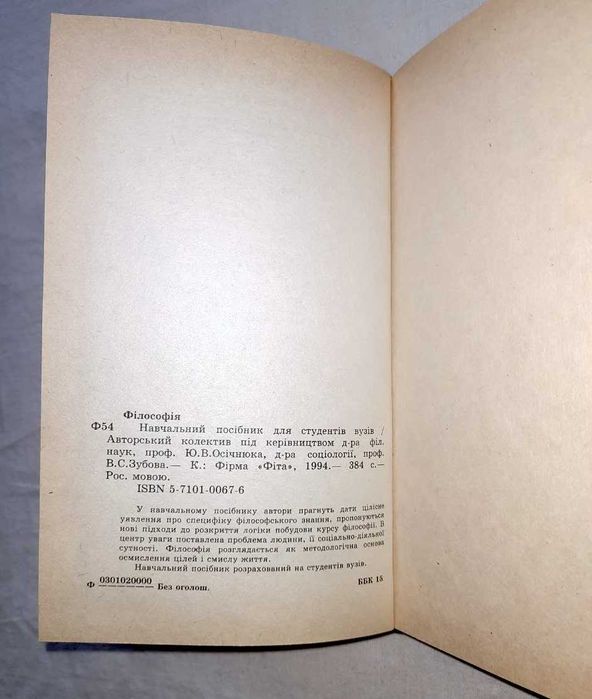 Філософія
Ф54 Навчальний посібник для студентів вузів /
Авторський колектив під керівництвом д-ра філ.
наук, проф. Ю.В.Осічнюка, д-ра соціології, проф.
В.С.Зубова.— К.: Фірма «Фіта», 1994.— 384 с.—
Рос. мовою.
ISBN 5-7101-0067-6
У навчальному посібнику автори прагнуть дати цілісне
уявлення про специфіку філософського знання, пропонуються
нові підходи до розкриття логіки побудови курсу філософії. В
центр уваги поставлена проблема людини, її соціально-діяльної
сутності. Філософія розглядається як методологічна основа
осмислення цілей і смислу життя.
Навчальний посібник розрахований на студентів вузів.
Ф 0301020000 Без оголош.
ББК 15